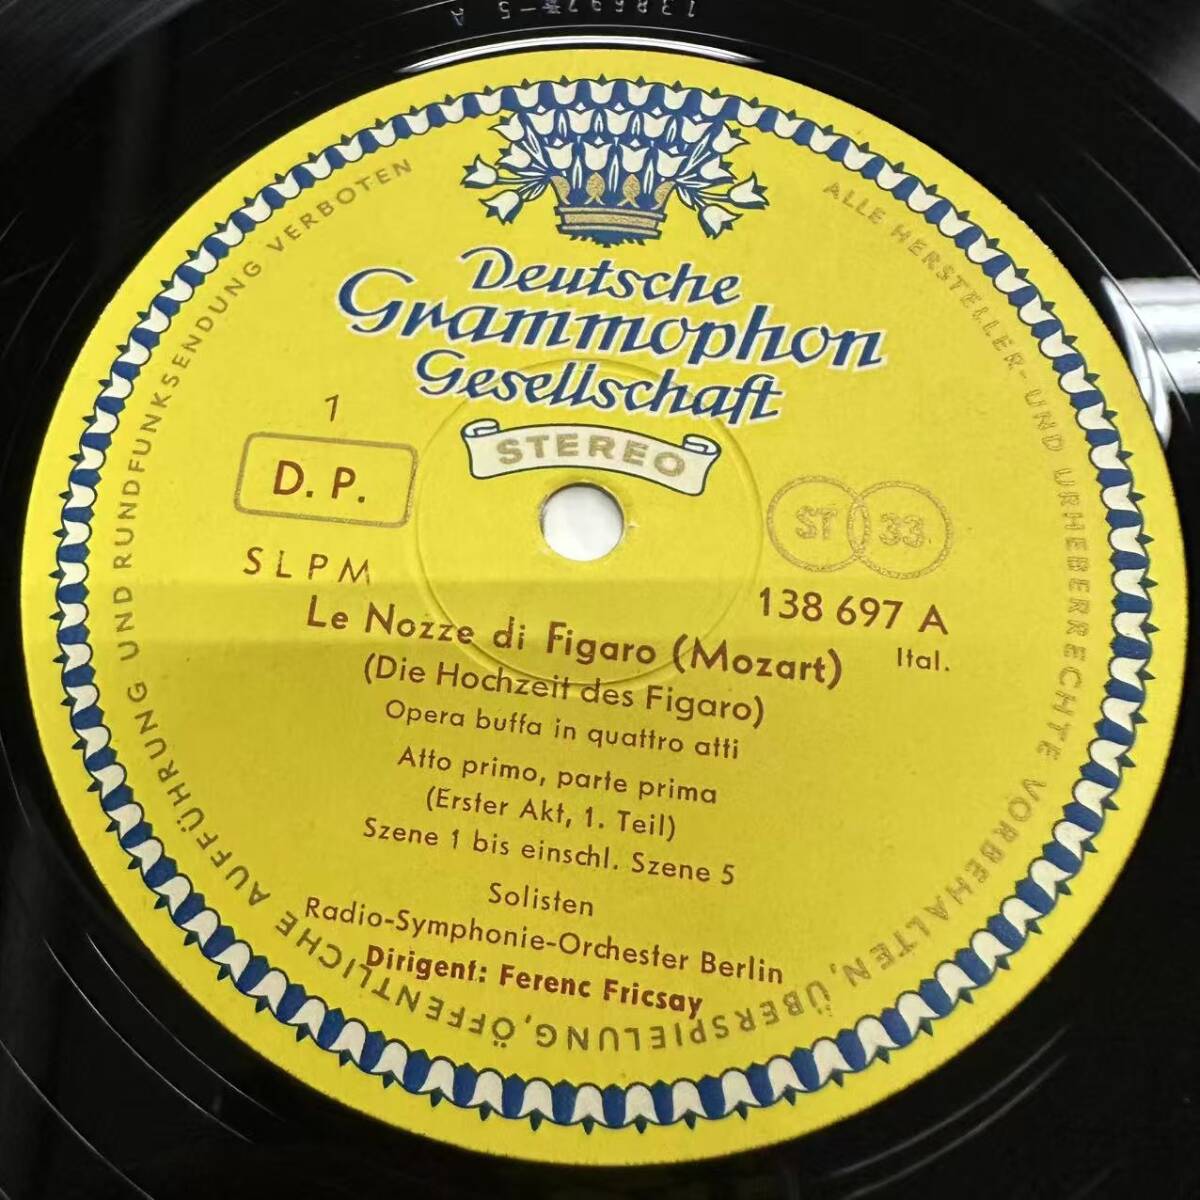 138697-5 A
Deutsche
Grammophon
Gesellschaft
STEREO
1
D. P.
SLPM
ST 33
138 697 A
Ital.
Le Nozze di Figaro (Mozart)
(Die Hochzeit des Figaro)
Opera buffa in quattro atti
Atto primo, parte prima
(Erster Akt, 1. Teil)
Szene 1 bis einschl. Szene 5
Solisten
Radio-Symphonie-Orchester Berlin
Dirigent: Ferenc Fricsay
ALLE HERSTELLER- UND URHEBERRECHTE VORBEHALTEN, ÜBERSPIELUNG, ÖFFENTLICHE AUFFÜHRUNG UND RUNDFUNKSENDUNG VERBOTEN